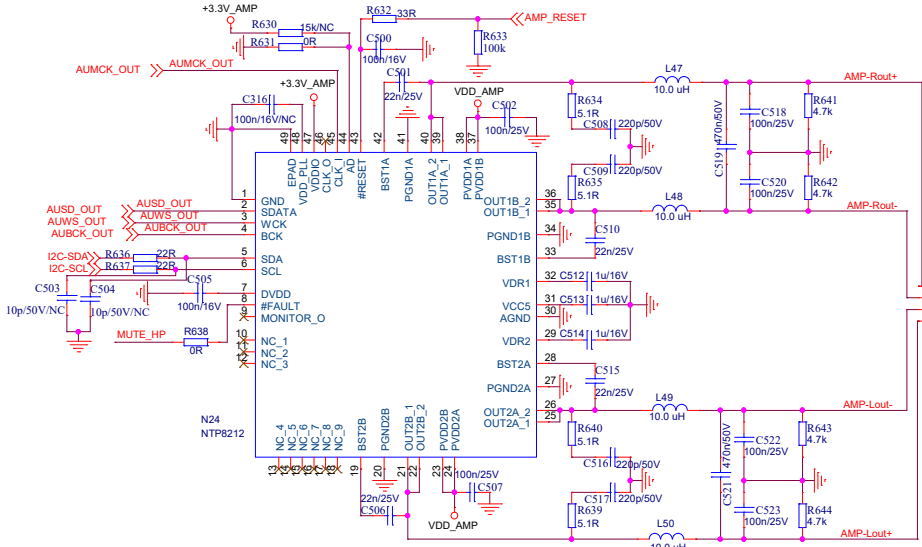 +3.3V_AMP
R630 15k/NC
R631 0R
R632 33R
AMP_RESET
R633
100k
C500
100n/16V
AUMCK_OUT AUMCK_OUT
C501
22n/25V
+3.3V_AMP
C316
100n/16V/NC
VDD_AMP
C502
100n/25V
L47
10.0 uH
AMP-Rout+
R634
5.1R
C508 220p/50V
C509
220p/50V
R635
5.1R
470n/50V
C519
C518
100n/25V
C520
100n/25V
R641
4.7k
R642
4.7k
49 48 47 46 45 44 43 42 41 40 39 38 37
EPAD
VDD_PLL
VDDIO
CLK_O
CLK_I
AD
#RESET
BST1A
PGND1A
OUT1A_2
OUT1A_1
PVDD1A
PVDD1B
1 GND
2 SDATA
3 WCK
4 BCK
5 SDA
6 SCL
7 DVDD
8 #FAULT
9 MONITOR_O
10 NC_1
11 NC_2
12 NC_3
AUSD_OUT AUSD_OUT
AUWS_OUT AUWS_OUT
AUBCK_OUT AUBCK_OUT
I2C-SDA R636 22R
I2C-SCL R637 22R
C503
10p/50V/NC
C504
10p/50V/NC
C505
100n/16V
MUTE_HP
R638
0R
OUT1B_2 36
OUT1B_1 35
PGND1B 34
BST1B 33
VDR1 32
VCC5 31
AGND 30
VDR2 29
BST2A 28
PGND2A 27
OUT2A_2 26
OUT2A_1 25
L48
10.0 uH
AMP-Rout-
C510
22n/25V
C512 1u/16V
C513 1u/16V
C514 1u/16V
C515
22n/25V
L49
10.0 uH
AMP-Lout-
N24
NTP8212
NC_4
NC_5
NC_6
NC_7
NC_8
NC_9
BST2B
PGND2B
OUT2B_1
OUT2B_2
PVDD2B
PVDD2A
13 14 15 16 17 18 19 20 21 22 23 24
22n/25V
C506
100n/25V
C507
VDD_AMP
R640
5.1R
C516
220p/50V
C517
220p/50V
R639
5.1R
470n/50V
C521
C522
100n/25V
C523
100n/25V
R643
4.7k
R644
4.7k
L50
10.0 uH
AMP-Lout+